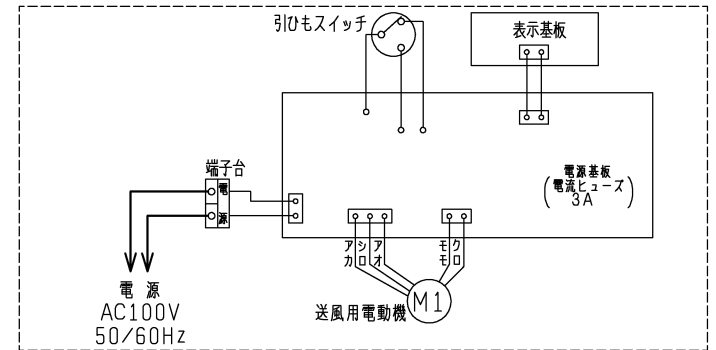 引ひもスイッチ
表示基板
端子台
電
源
電源基板
(電流ヒューズ
3A)
アカ
シロ
アオ
モモ
クロ
送風用電動機
M1
電 源
AC100V
50/60Hz